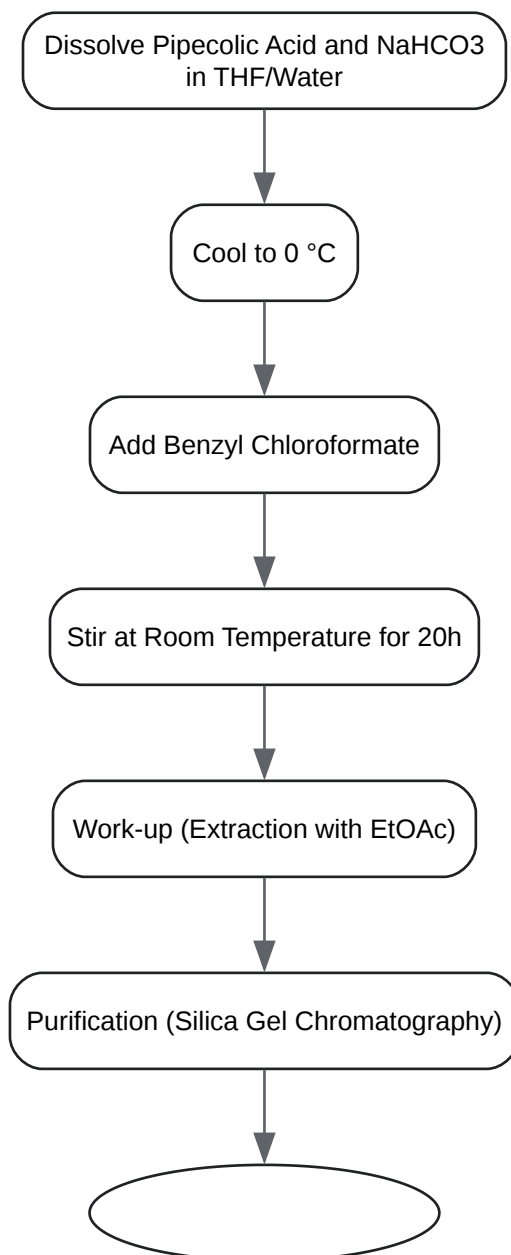 Dissolve Pipecolic Acid and NaHCO3
in THF/Water
Cool to 0 °C
Add Benzyl Chloroformate
Stir at Room Temperature for 20h
Work-up (Extraction with EtOAc)
Purification (Silica Gel Chromatography)